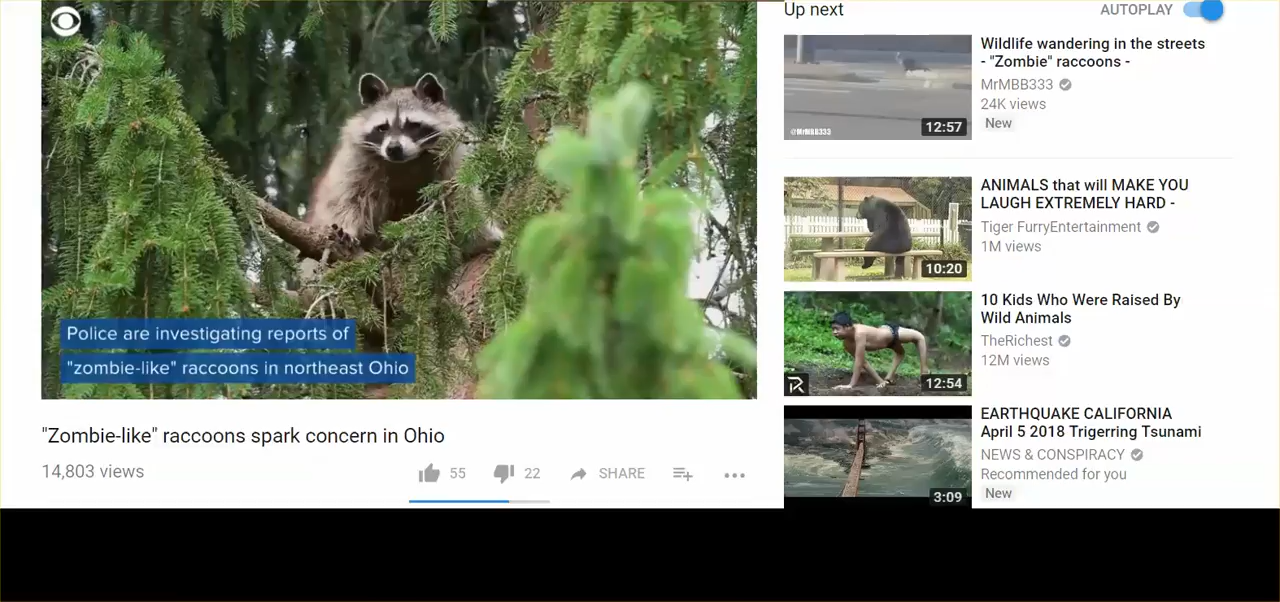 Up next
AUTOPLAY
Police are investigating reports of
"zombie-like" raccoons in northeast Ohio
"Zombie-like" raccoons spark concern in Ohio
14,803 views
55
22
SHARE
Wildlife wandering in the streets
- "Zombie" raccoons -
MrMBB333
24K views
New
@MrMBB333
12:57
ANIMALS that will MAKE YOU
LAUGH EXTREMELY HARD -
Tiger FurryEntertainment
1M views
10:20
10 Kids Who Were Raised By
Wild Animals
TheRichest
12M views
R
12:54
EARTHQUAKE CALIFORNIA
April 5 2018 Trigerring Tsunami
NEWS & CONSPIRACY
Recommended for you
New
3:09